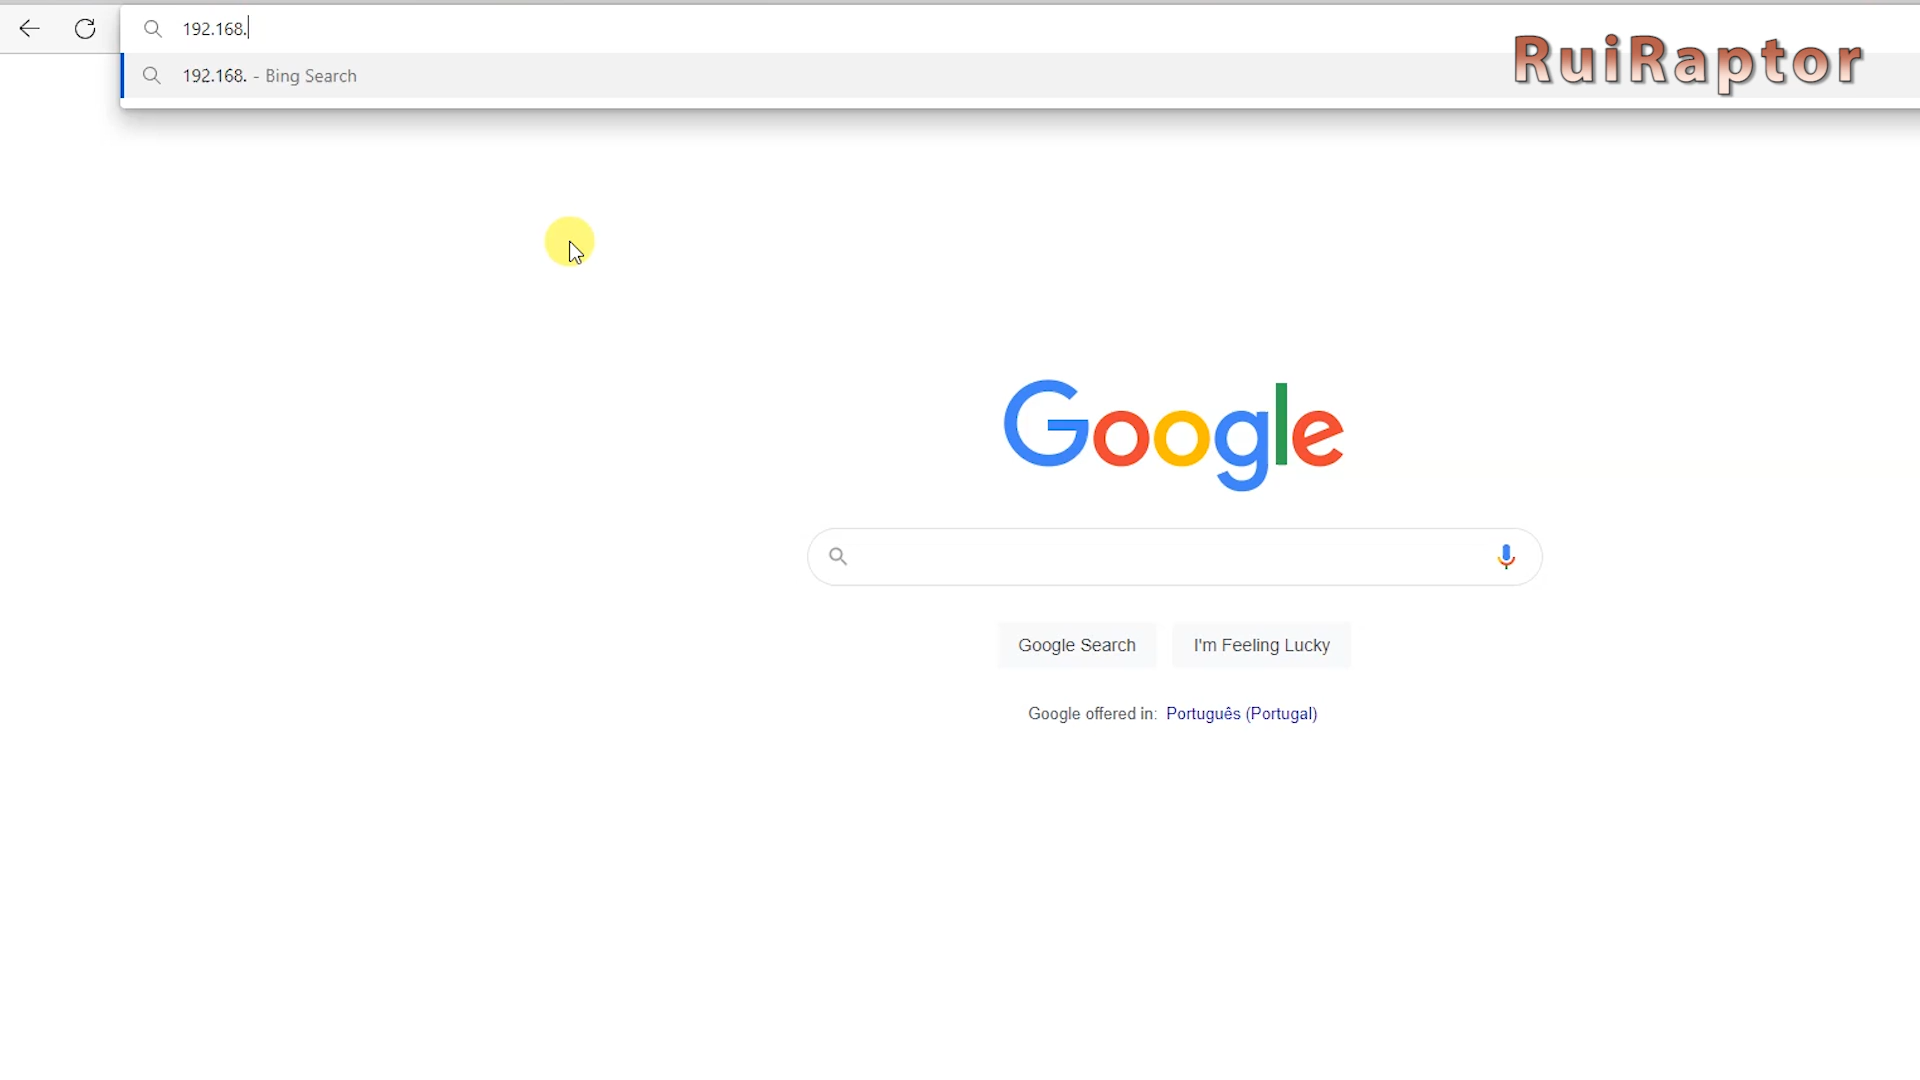 192.168.
192.168. - Bing Search
RuiRaptor
Google
Google Search
I'm Feeling Lucky
Google offered in: Português (Portugal)